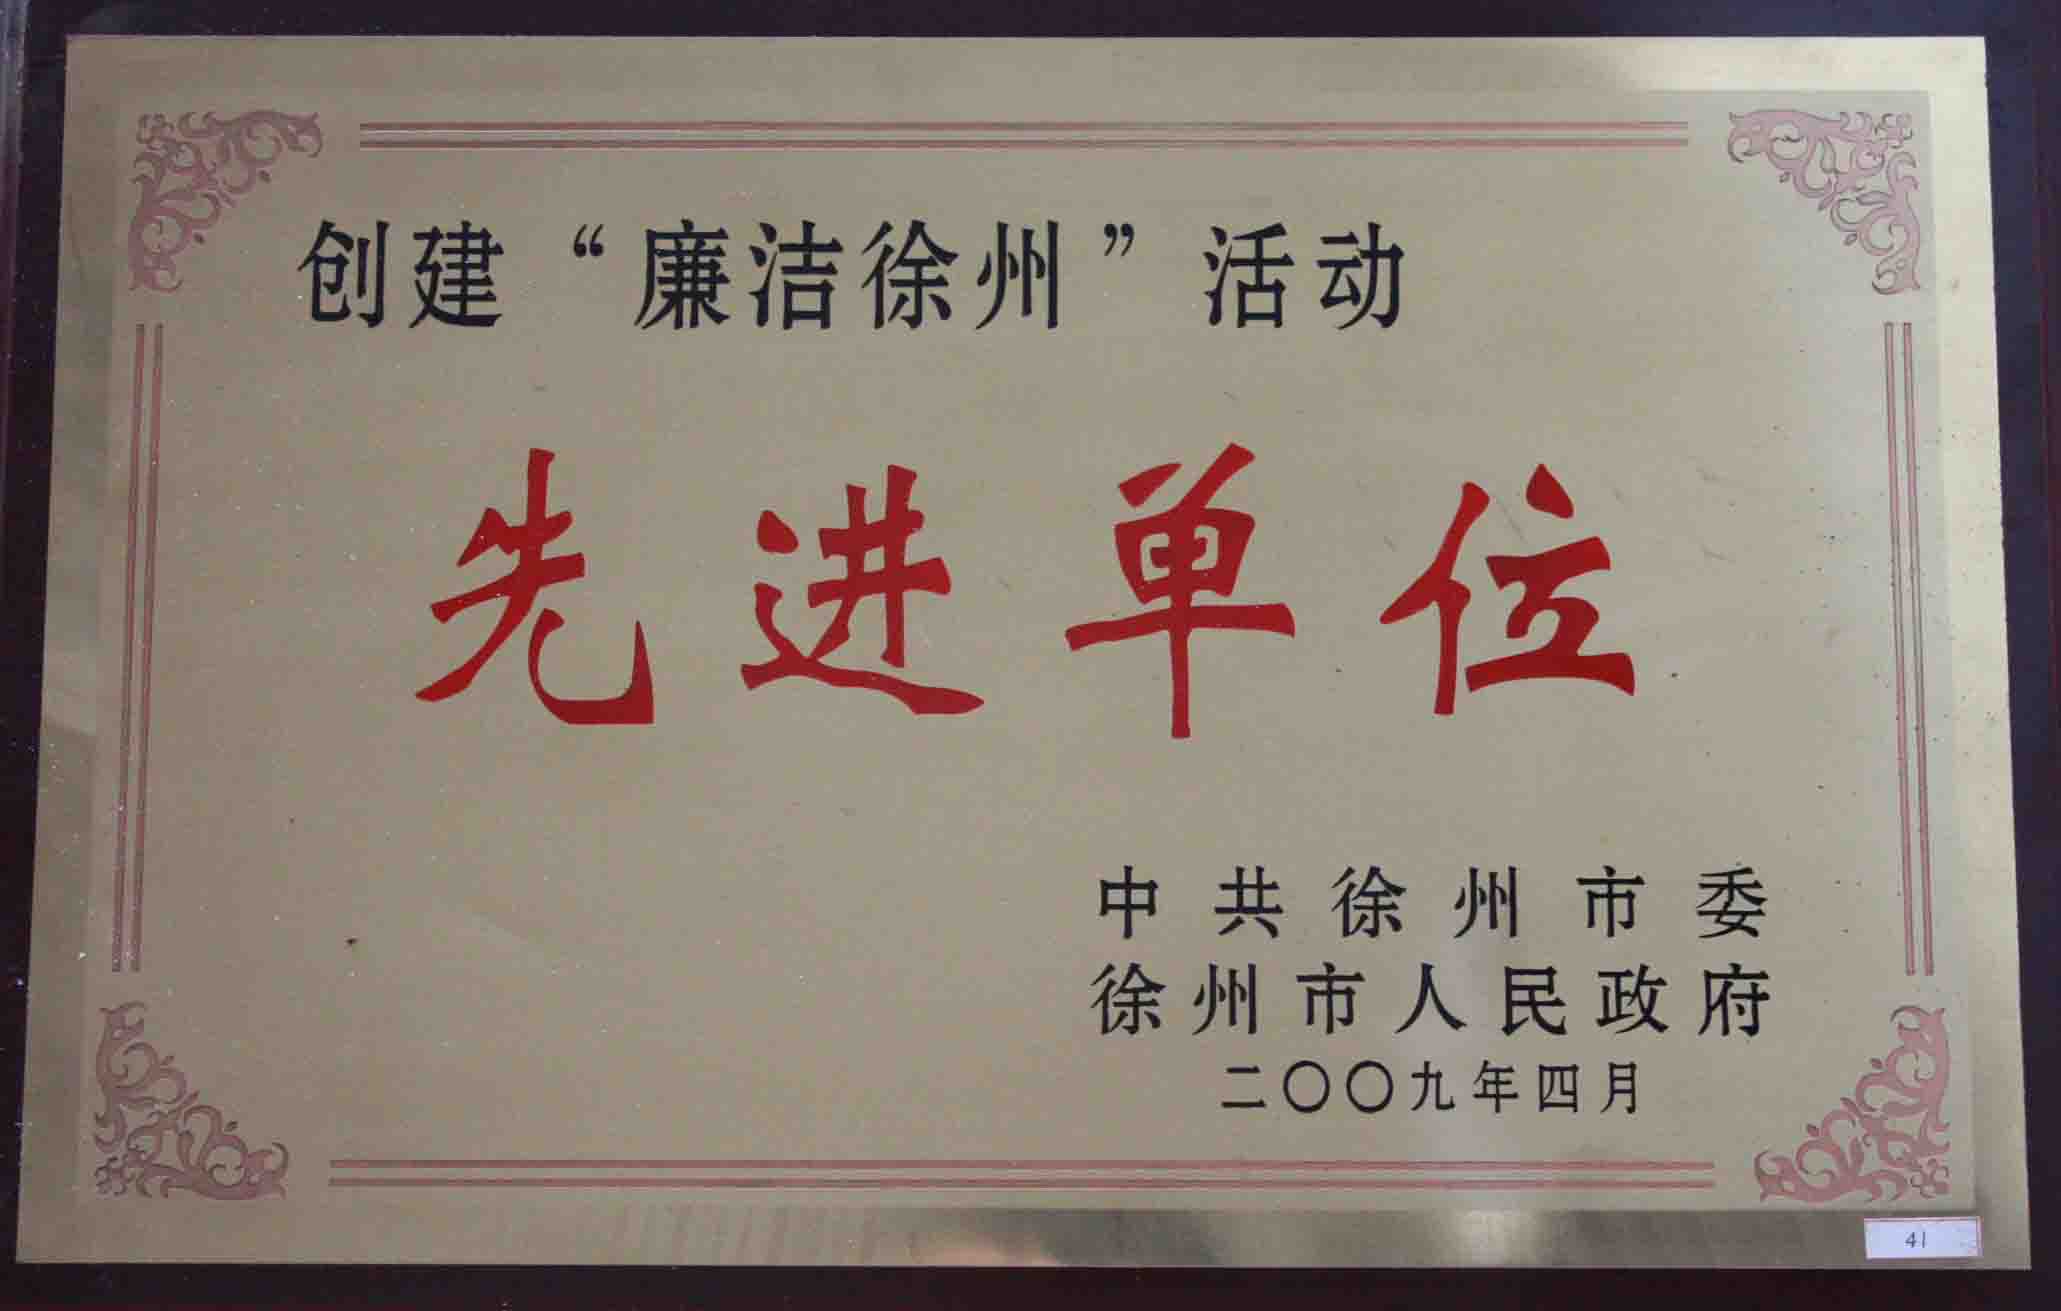 创建“廉洁徐州”活动
先进单位
中共徐州市委
徐州市人民政府
二〇〇九年四月
41